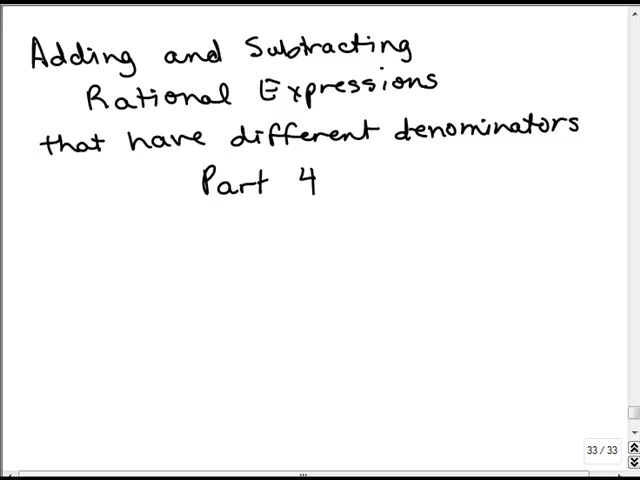 Adding and Subtracting
Rational Expressions
that have different denominators
Part 4
33 / 33